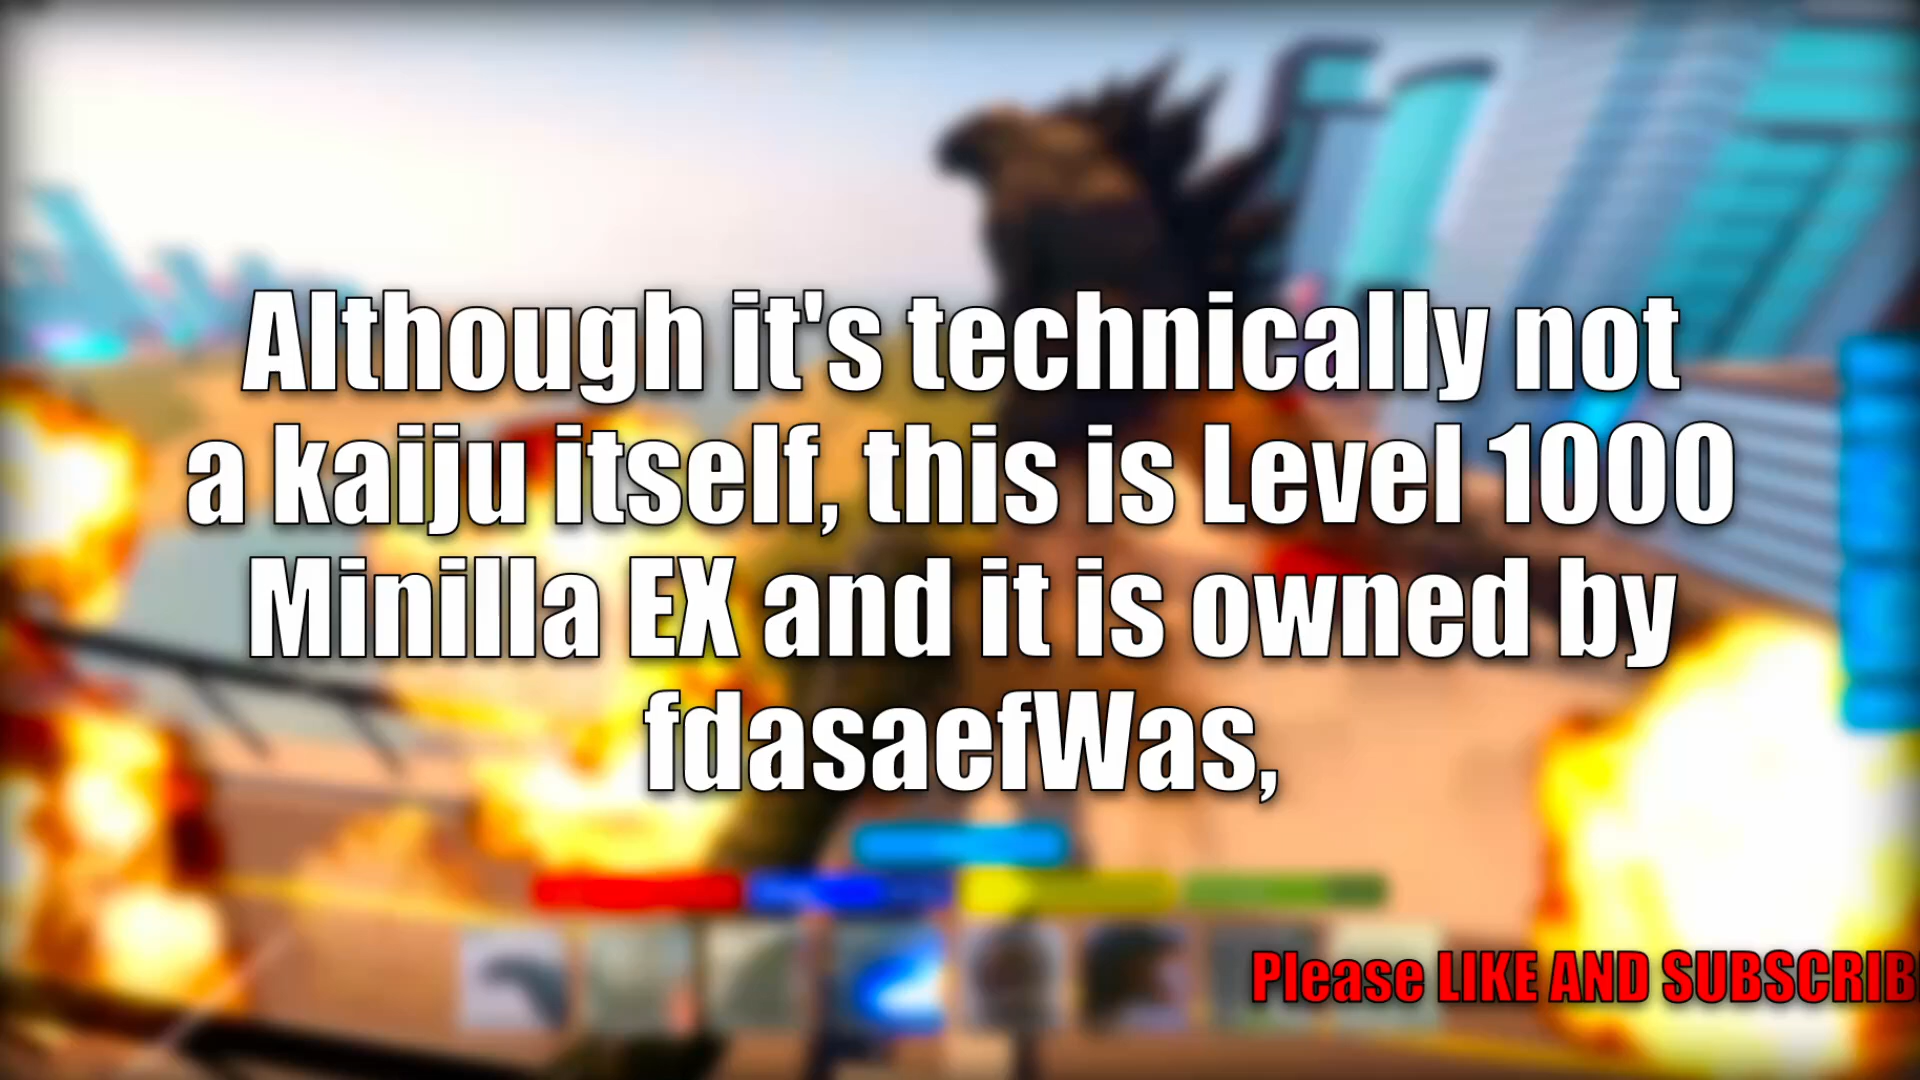 Although it's technically not
a kaiju itself, this is Level 1000
Minilla EX and it is owned by
fdasaefWas,
Please LIKE AND SUBSCRIB